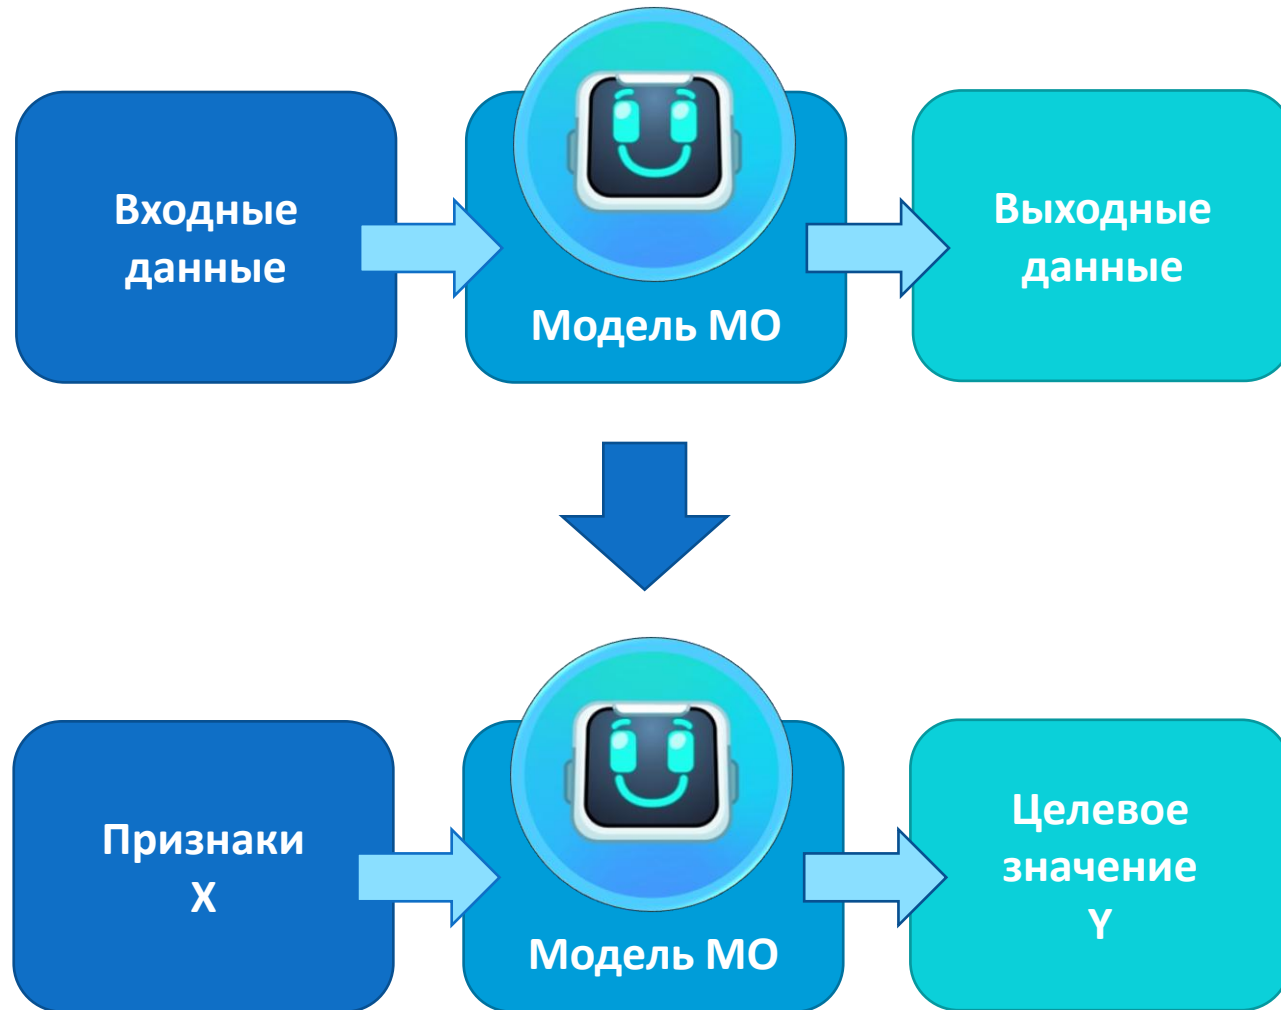 Входные
данные
Модель МО
Выходные
данные
Признаки
X
Модель МО
Целевое
значение
Y